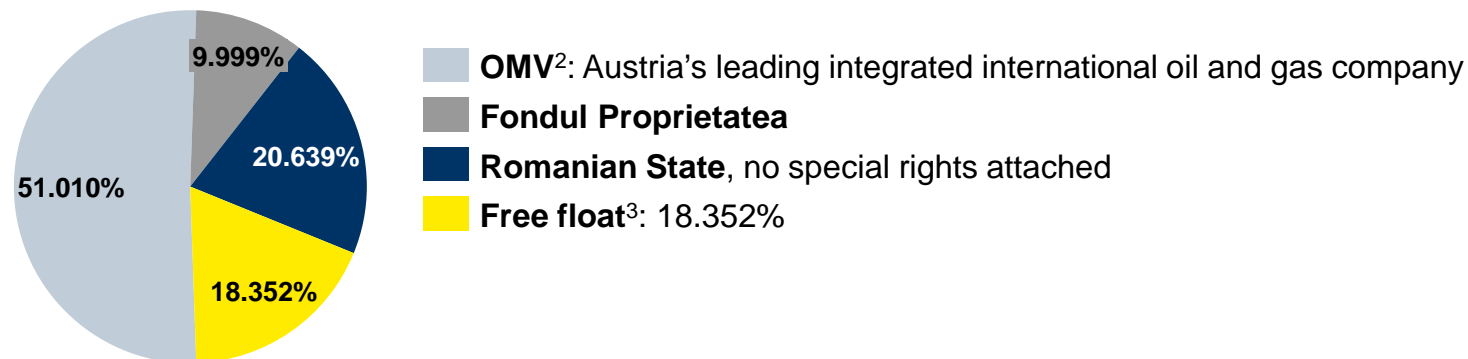 9.999%
20.639%
51.010%
18.352%
OMV²: Austria's leading integrated international oil and gas company
Fondul Proprietatea
Romanian State, no special rights attached
Free float³: 18.352%